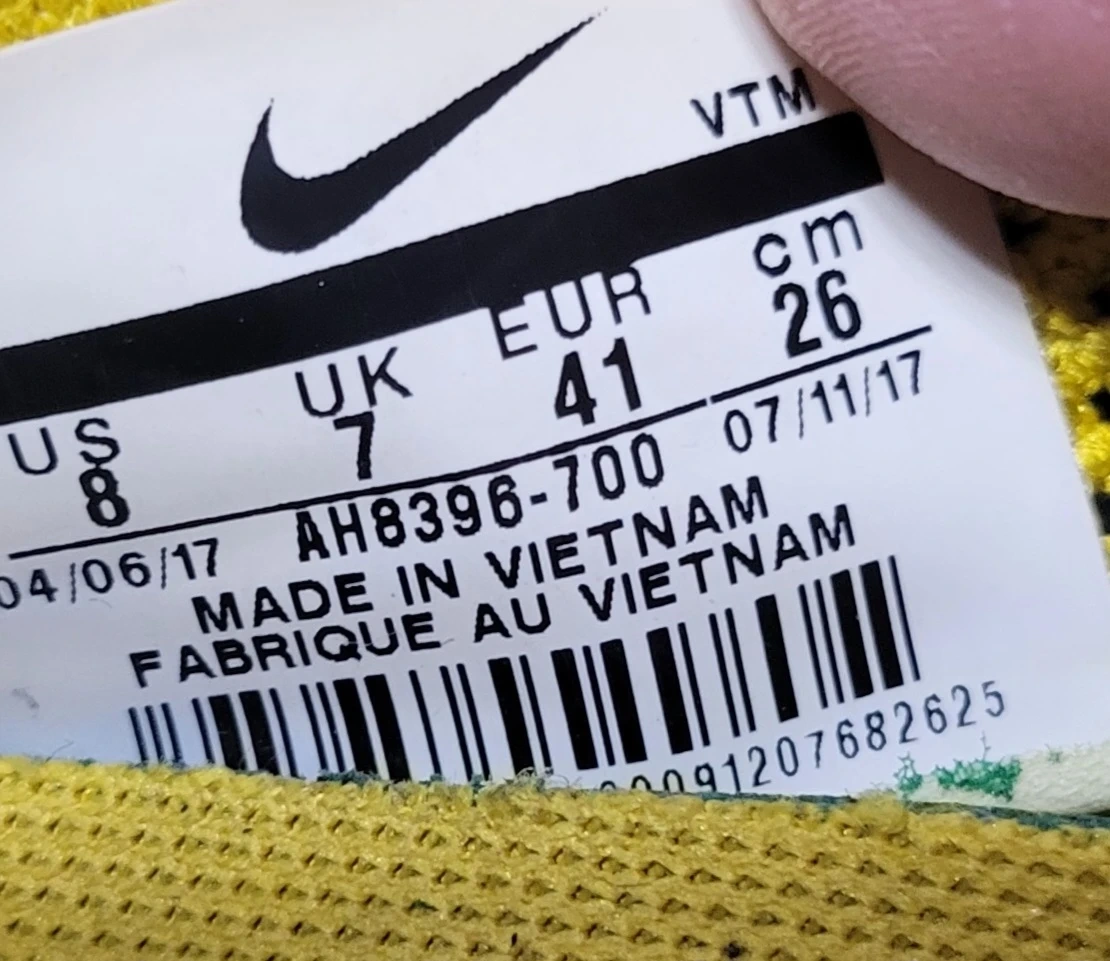 VTM
US UK EUR cm
8 7 41 26
04/06/17 AH8396-700 07/11/17
MADE IN VIETNAM
FABRIQUE AU VIETNAM
00091207682625